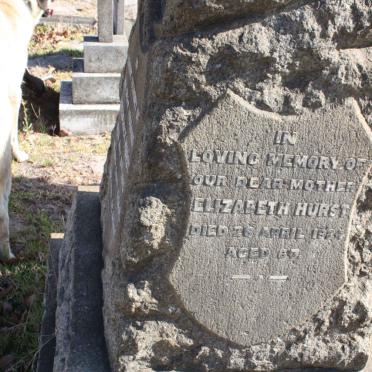 IN
LOVING MEMORY OF
OUR DEAR MOTHER
ELIZABETH HURST
DIED 26 APRIL
AGED 67